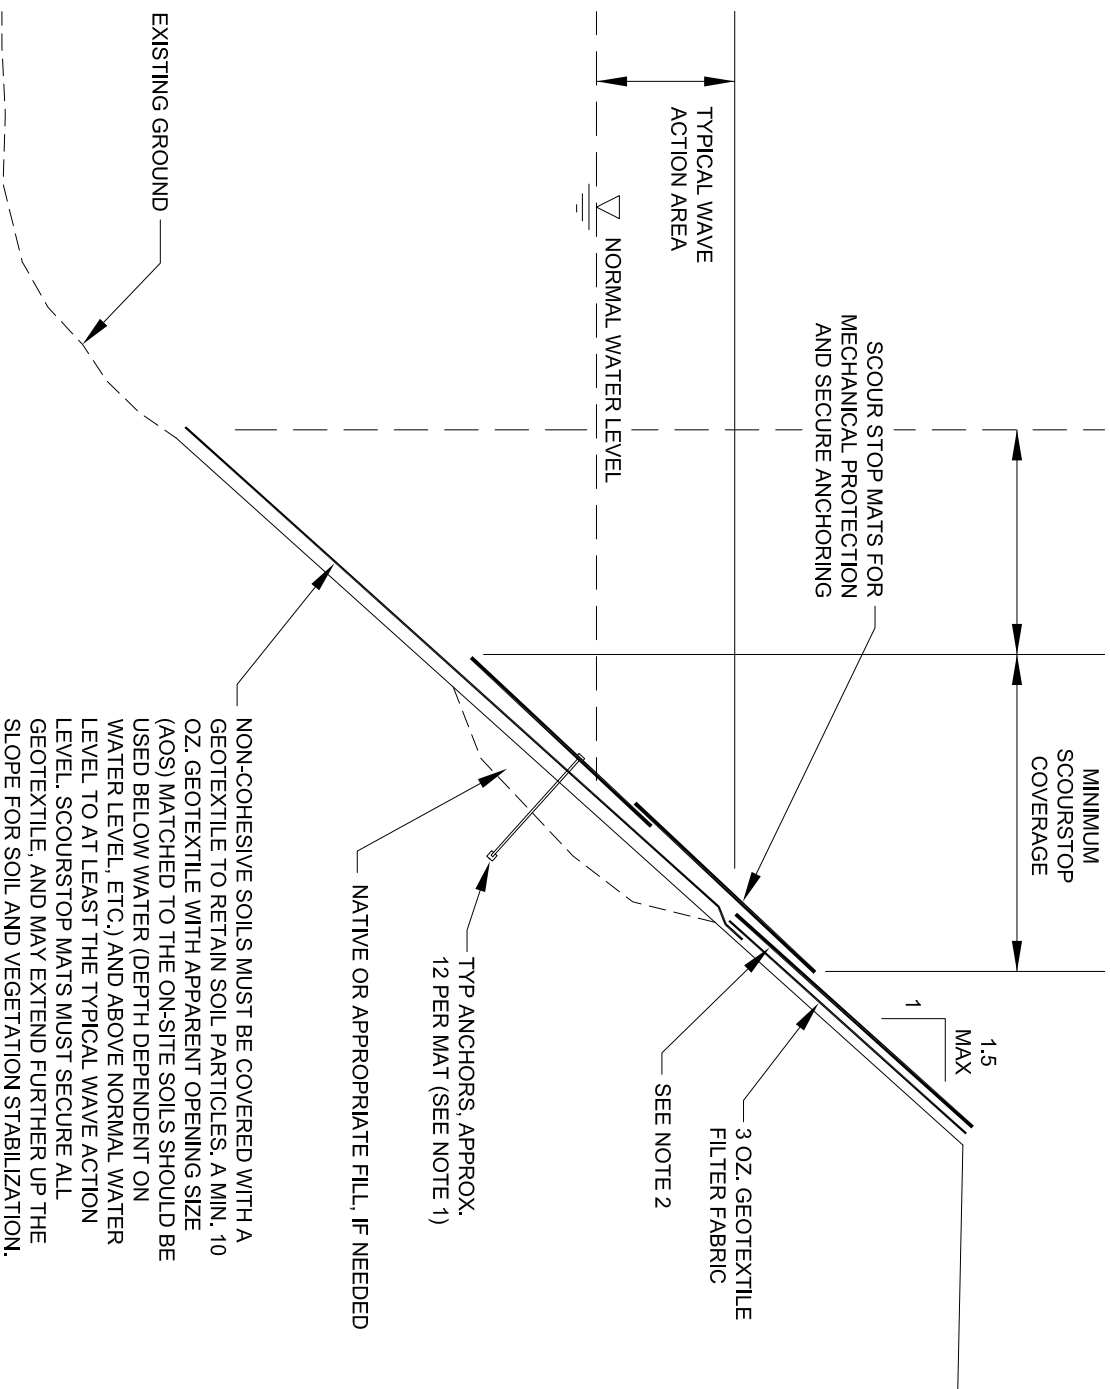 MINIMUM
SCOURSTOP
COVERAGE
1.5
MAX
1
SCOUR STOP MATS FOR
MECHANICAL PROTECTION
AND SECURE ANCHORING
3 OZ. GEOTEXTILE
FILTER FABRIC
TYPICAL WAVE
ACTION AREA
SEE NOTE 2
NORMAL WATER LEVEL
TYP ANCHORS, APPROX.
12 PER MAT (SEE NOTE 1)
NATIVE OR APPROPRIATE FILL, IF NEEDED
EXISTING GROUND
NON-COHESIVE SOILS MUST BE COVERED WITH A
GEOTEXTILE TO RETAIN SOIL PARTICLES. A MIN. 10
OZ. GEOTEXTILE WITH APPARENT OPENING SIZE
(AOS) MATCHED TO THE ON-SITE SOILS SHOULD BE
USED BELOW WATER (DEPTH DEPENDENT ON
WATER LEVEL, ETC.) AND ABOVE NORMAL WATER
LEVEL TO AT LEAST THE TYPICAL WAVE ACTION
LEVEL. SCOURSTOP MATS MUST SECURE ALL
GEOTEXTILE, AND MAY EXTEND FURTHER UP THE
SLOPE FOR SOIL AND VEGETATION STABILIZATION.